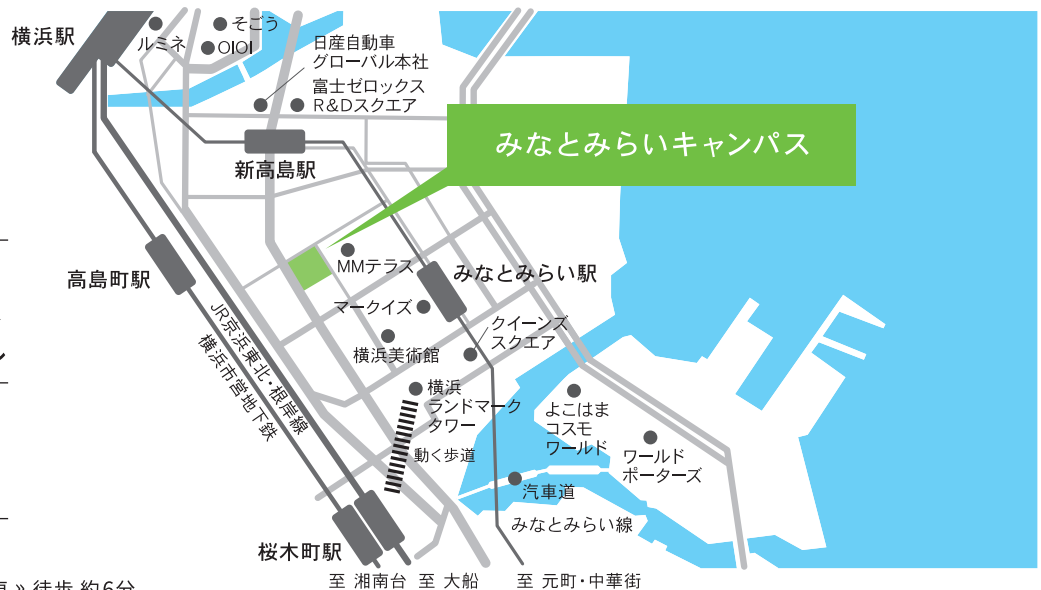 横浜駅
ルミネ
そごう
OIOI
日産自動車
グローバル本社
富士ゼロックス
R&Dスクエア
みなとみらいキャンパス
新高島駅
高島町駅
MMテラス
みなとみらい駅
マークイズ
クイーンズ
スクエア
横浜美術館
JR京浜東北・根岸線
横浜市営地下鉄
横浜
ランドマーク
タワー
動く歩道
よこはま
コスモ
ワールド
ワールド
ポーターズ
汽車道
みなとみらい線
桜木町駅
至 湘南台
至 大船
至 元町・中華街
» 徒歩 約6分